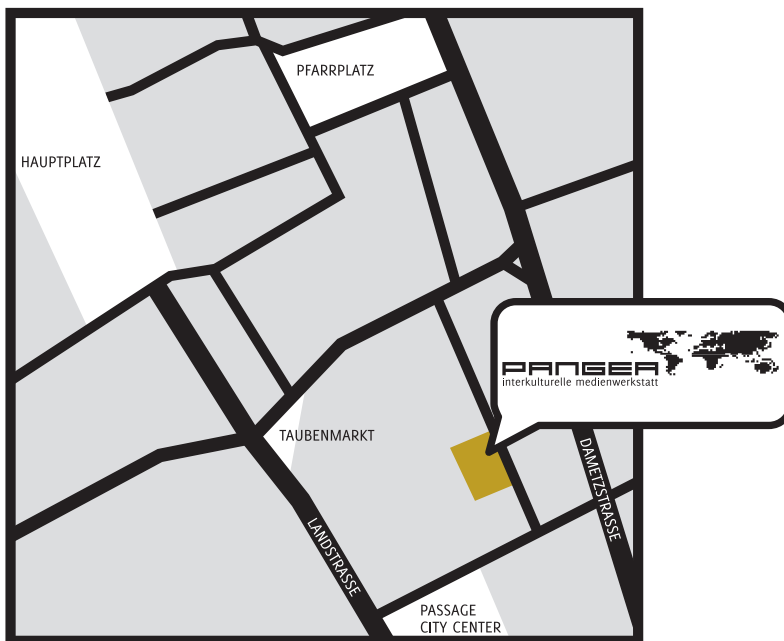 PFARRPLATZ
HAUPTPLATZ
PANGEA
interkulturelle medienwerkstatt
TAUBENMARKT
DAMETZSTRASSE
LANDSTRASSE
PASSAGE
CITY CENTER